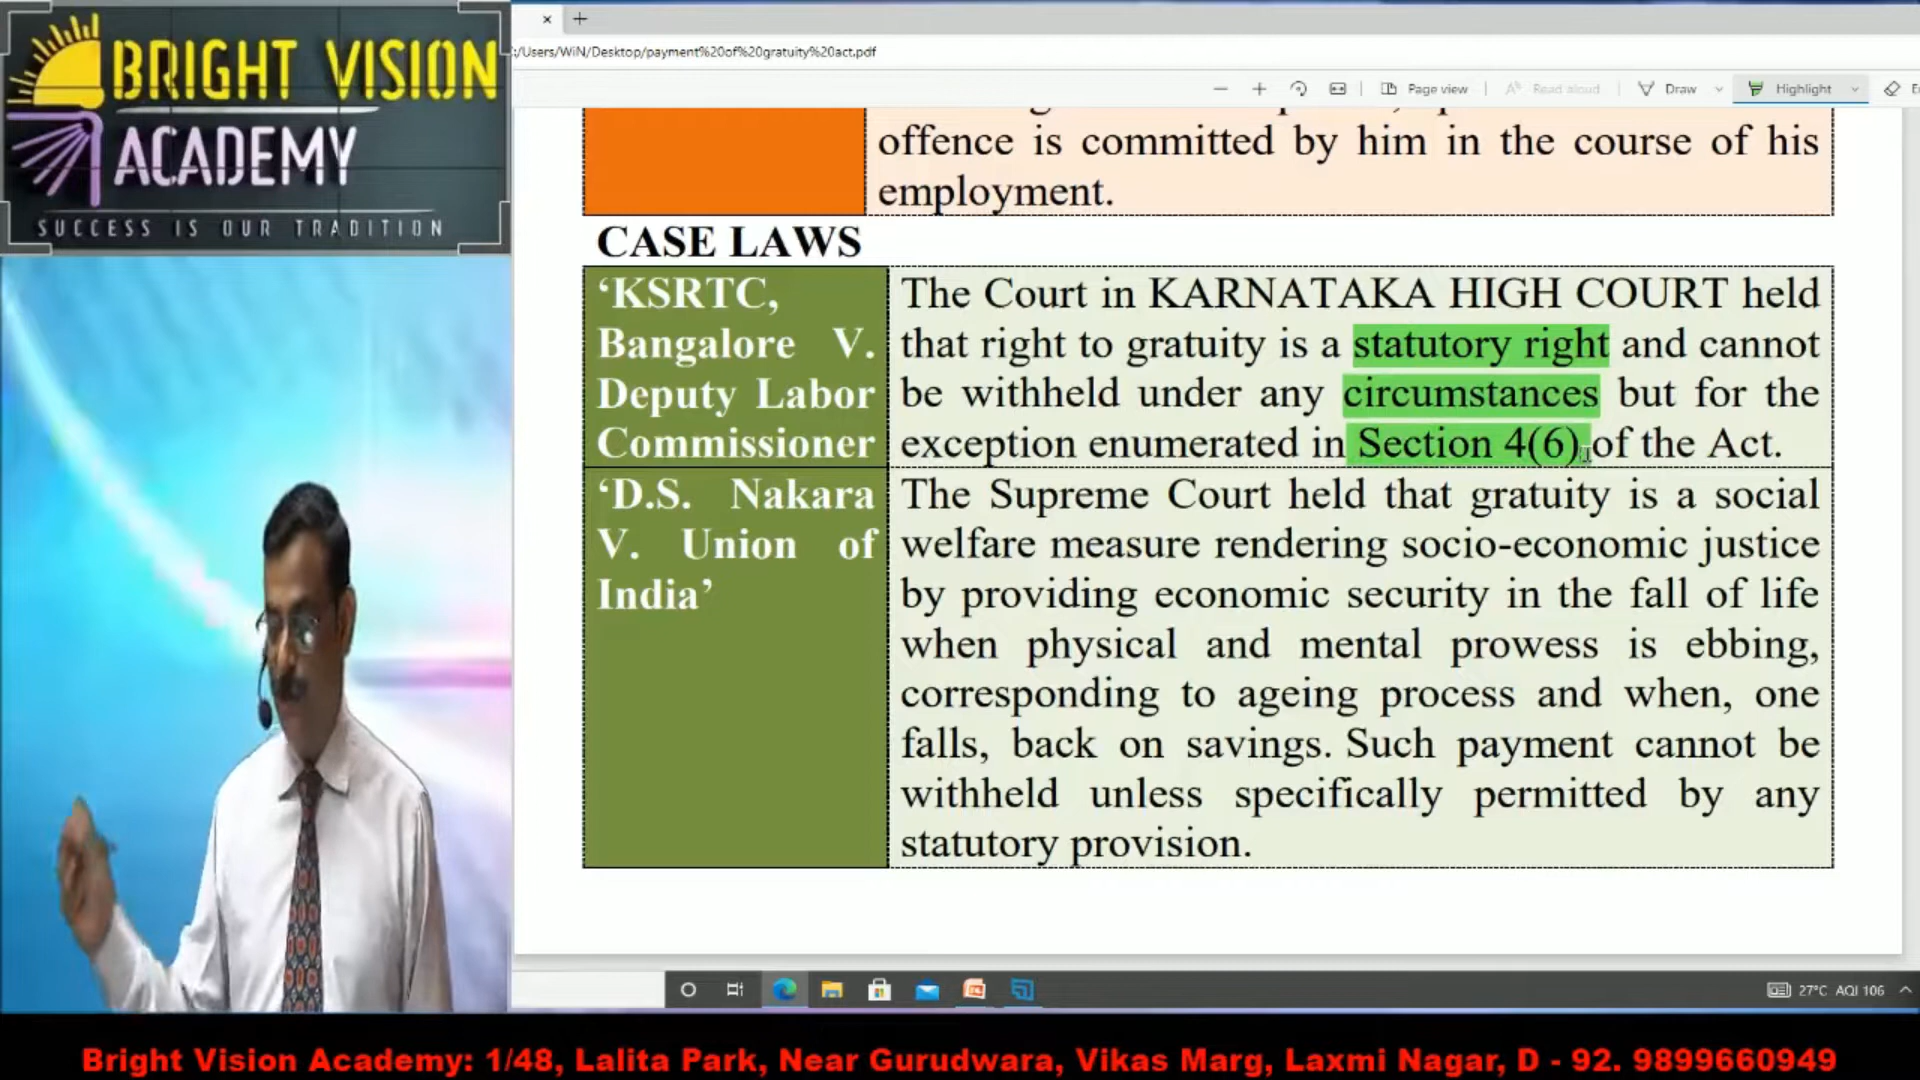 BRIGHT VISION
ACADEMY
SUCCESS IS OUR TRADITION
:/Users/WiN/Desktop/payment%20of%20gratuity%20act.pdf
Page view
Read aloud
Draw
Highlight
offence is committed by him in the course of his
employment.
CASE LAWS
‘KSRTC,
Bangalore V.
Deputy Labor
Commissioner
The Court in KARNATAKA HIGH COURT held
that right to gratuity is a statutory right and cannot
be withheld under any circumstances but for the
exception enumerated in Section 4(6) of the Act.
‘D.S. Nakara
V. Union of
India’
The Supreme Court held that gratuity is a social
welfare measure rendering socio-economic justice
by providing economic security in the fall of life
when physical and mental prowess is ebbing,
corresponding to ageing process and when, one
falls, back on savings. Such payment cannot be
withheld unless specifically permitted by any
statutory provision.
27°C AQI 106
Bright Vision Academy: 1/48, Lalita Park, Near Gurudwara, Vikas Marg, Laxmi Nagar, D - 92. 9899660949